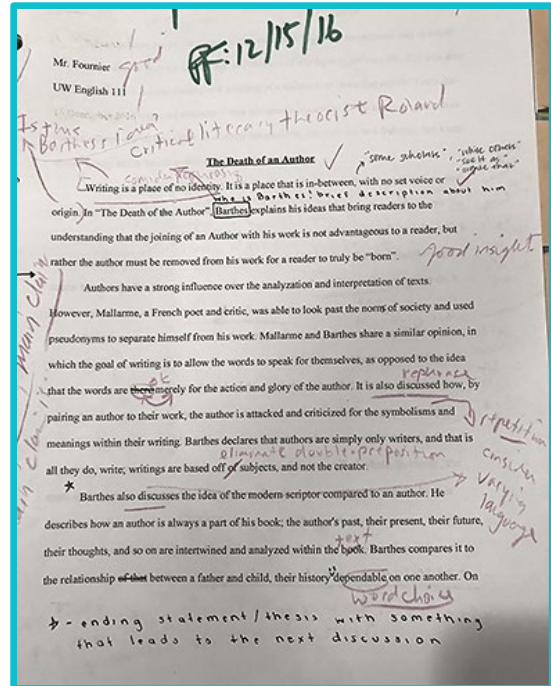 PF: 12/15/16
Mr. Fournier good
UW English 111
Is this
Barthes's idea?
Critical literary theorist Roland
The Death of an Author
"some scholars" "while others"
"see it as"
"argue that"
consider rephrasing
Writing is a place of no identity. It is a place that is in-between, with no set voice or
who is Barthes? brief description about him
origin. In "The Death of the Author", Barthes explains his ideas that bring readers to the
understanding that the joining of an Author with his work is not advantageous to a reader, but
rather the author must be removed from his work for a reader to truly be "born".
good insight
main claim
Authors have a strong influence over the analyzation and interpretation of texts.
However, Mallarme, a French poet and critic, was able to look past the norms of society and used
pseudonyms to separate himself from his work. Mallarme and Barthes share a similar opinion, in
which the goal of writing is to allow the words to speak for themselves, as opposed to the idea
rephrase
that the words are there merely for the action and glory of the author. It is also discussed how, by
pairing an author to their work, the author is attacked and criticized for the symbolisms and
repetition
meanings within their writing. Barthes declares that authors are simply only writers, and that is
eliminate double-preposition
all they do, write; writings are based off of subjects, and not the creator.
consider
varying
language
Barthes also discusses the idea of the modern scriptor compared to an author. He
describes how an author is always a part of his book; the author's past, their present, their future,
text
their thoughts, and so on are intertwined and analyzed within the book. Barthes compares it to
the relationship of that between a father and child, their history dependable on one another. On
word choice
- ending statement/thesis with something
that leads to the next discussion